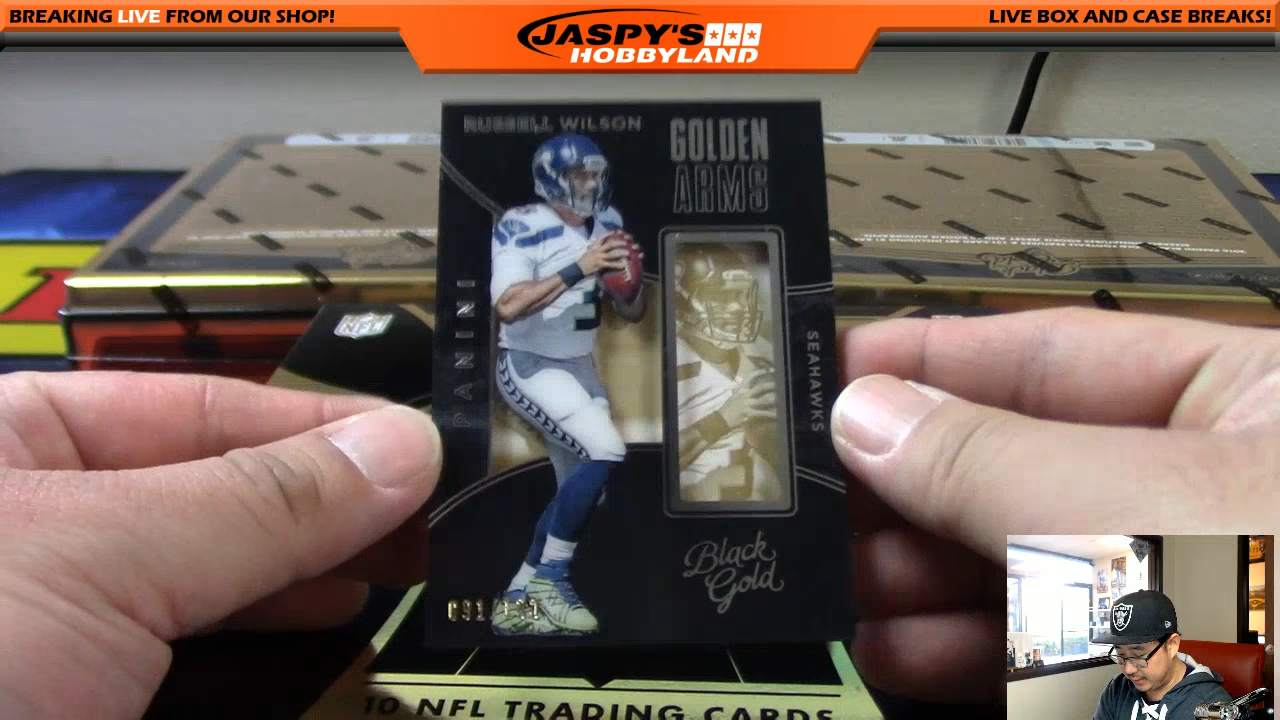 BREAKING LIVE FROM OUR SHOP!
JASPY'S
HOBBYLAND
LIVE BOX AND CASE BREAKS!
RUSSELL WILSON
GOLDEN
ARMS
PANINI
SEAHAWKS
Black
Gold
3
NFL
10 NFL TRADING CARDS